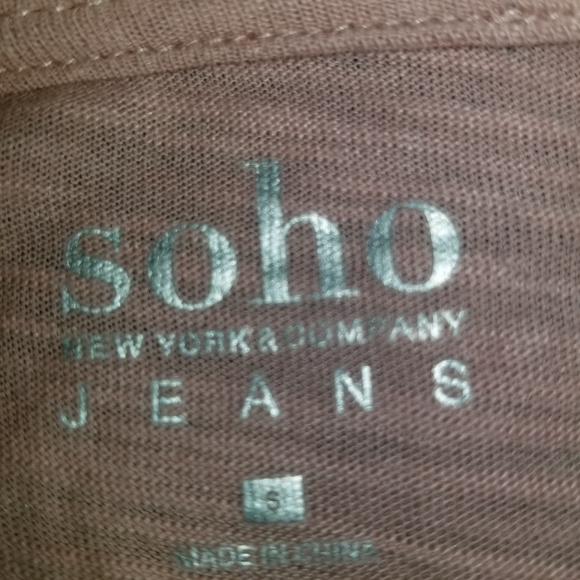 soho
NEW YORK & COMPANY
JEANS
S
MADE IN CHINA